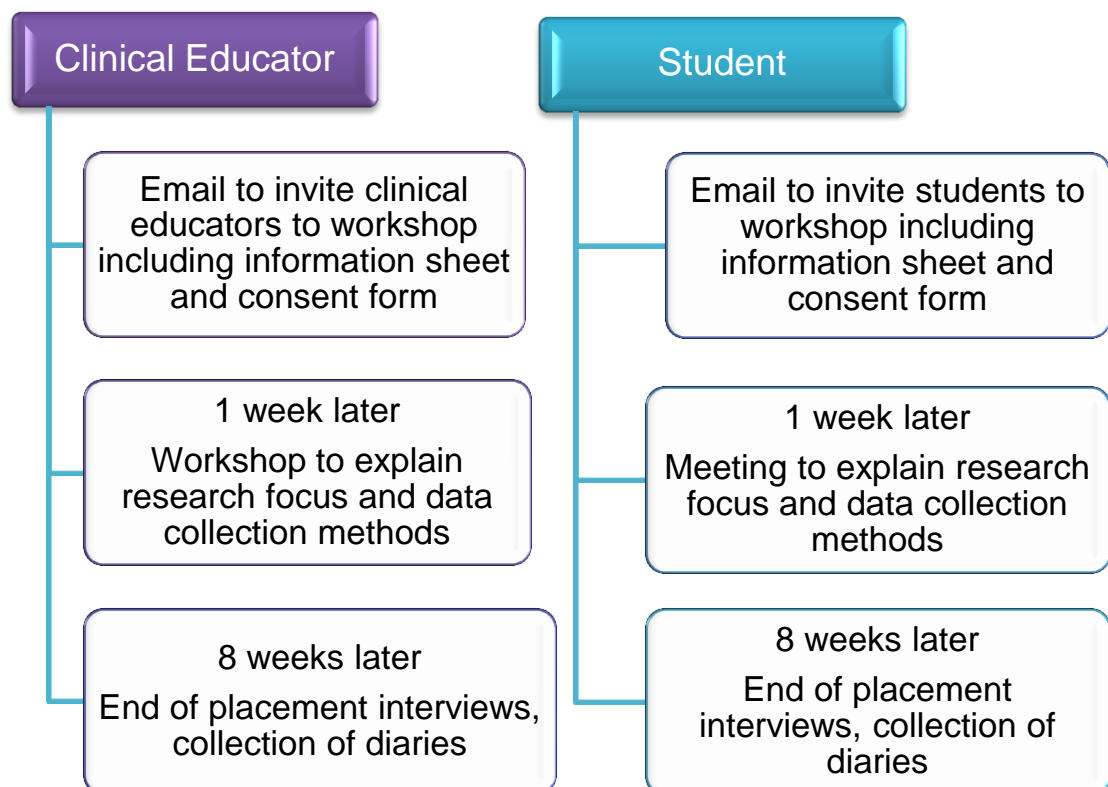 Clinical Educator
Email to invite clinical
educators to workshop
including information sheet
and consent form
1 week later
Workshop to explain
research focus and data
collection methods
8 weeks later
End of placement interviews,
collection of diaries
Student
Email to invite students to
workshop including
information sheet and
consent form
1 week later
Meeting to explain research
focus and data collection
methods
8 weeks later
End of placement
interviews, collection of
diaries